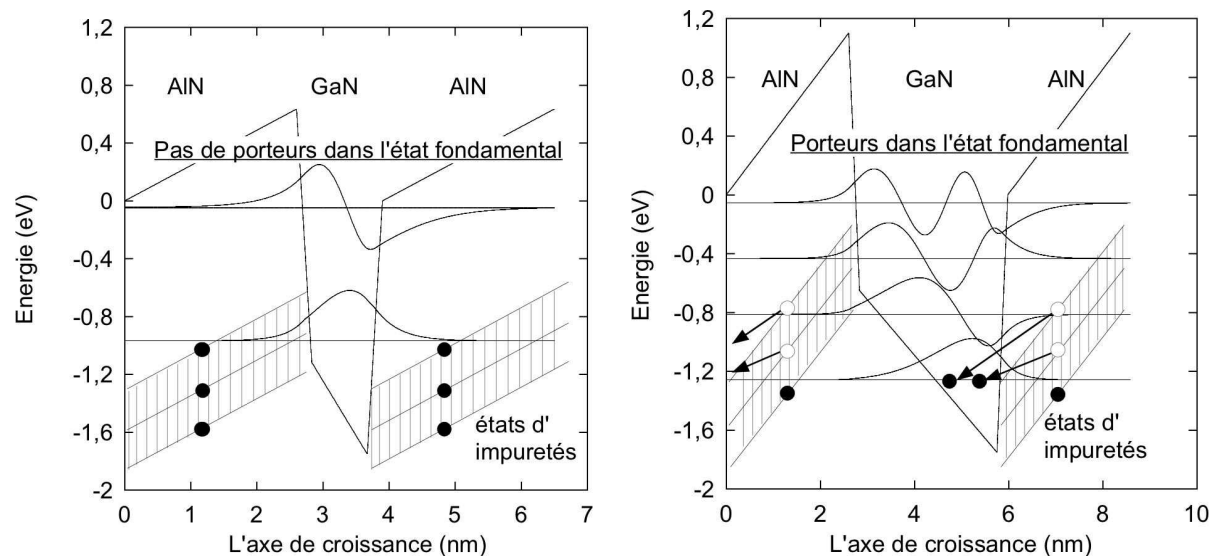 1,2
0,8
0,4
0
-0,4
-0,8
-1,2
-1,6
-2
Energie (eV)
AlN
GaN
AlN
Pas de porteurs dans l'état fondamental
états d'
impuretés
0 1 2 3 4 5 6 7
L'axe de croissance (nm)
1,2
0,8
0,4
0
-0,4
-0,8
-1,2
-1,6
-2
Energie (eV)
AlN
GaN
AlN
Porteurs dans l'état fondamental
états d'
impuretés
0 2 4 6 8 10
L'axe de croissance (nm)